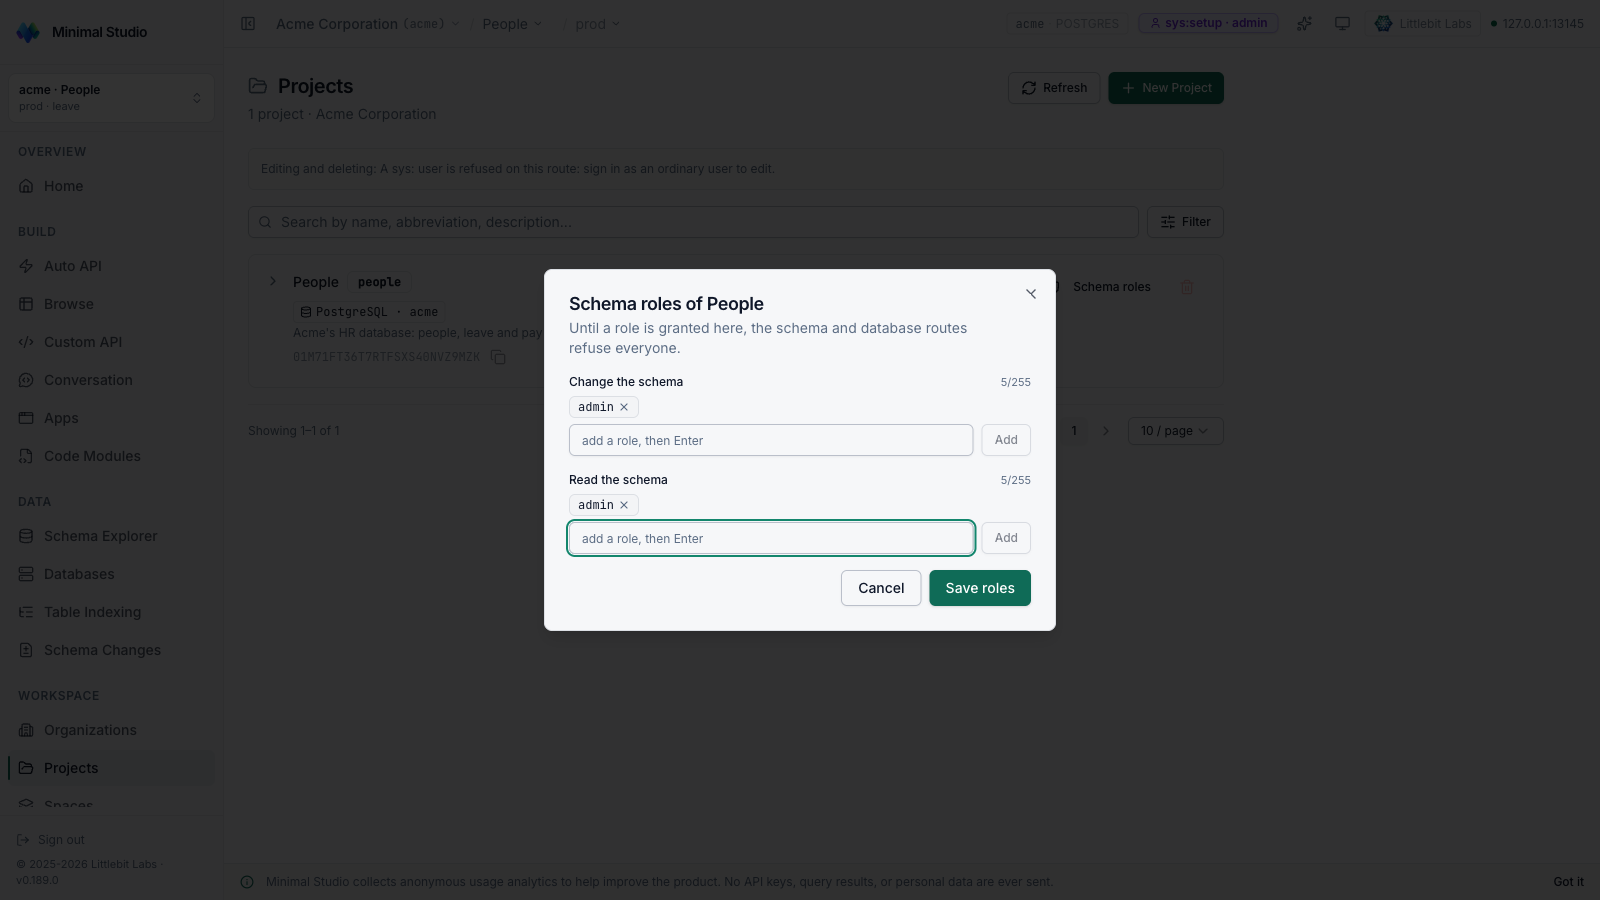 Minimal Studio
Acme Corporation (acme) / People / prod
acme POSTGRES
sys:setup · admin
Littlebit Labs
127.0.0.1:13145
acme · People
prod · leave
OVERVIEW
Home
BUILD
Auto API
Browse
Custom API
Conversation
Apps
Code Modules
DATA
Schema Explorer
Databases
Table Indexing
Schema Changes
WORKSPACE
Organizations
Projects
Spaces
Sign out
© 2025-2026 Littlebit Labs ·
v0.189.0
Projects
1 project · Acme Corporation
Refresh
New Project
Editing and deleting: A sys: user is refused on this route: sign in as an ordinary user to edit.
Search by name, abbreviation, description...
Filter
People people
PostgreSQL · acme
Acme's HR database: people, leave and pay
01M71FT36T7RTFSXS40NVZ9MZK
Schema roles
Showing 1–1 of 1
1
10 / page
Schema roles of People
Until a role is granted here, the schema and database routes
refuse everyone.
Change the schema 5/255
admin
add a role, then Enter Add
Read the schema 5/255
admin
add a role, then Enter Add
Cancel Save roles
Minimal Studio collects anonymous usage analytics to help improve the product. No API keys, query results, or personal data are ever sent.
Got it